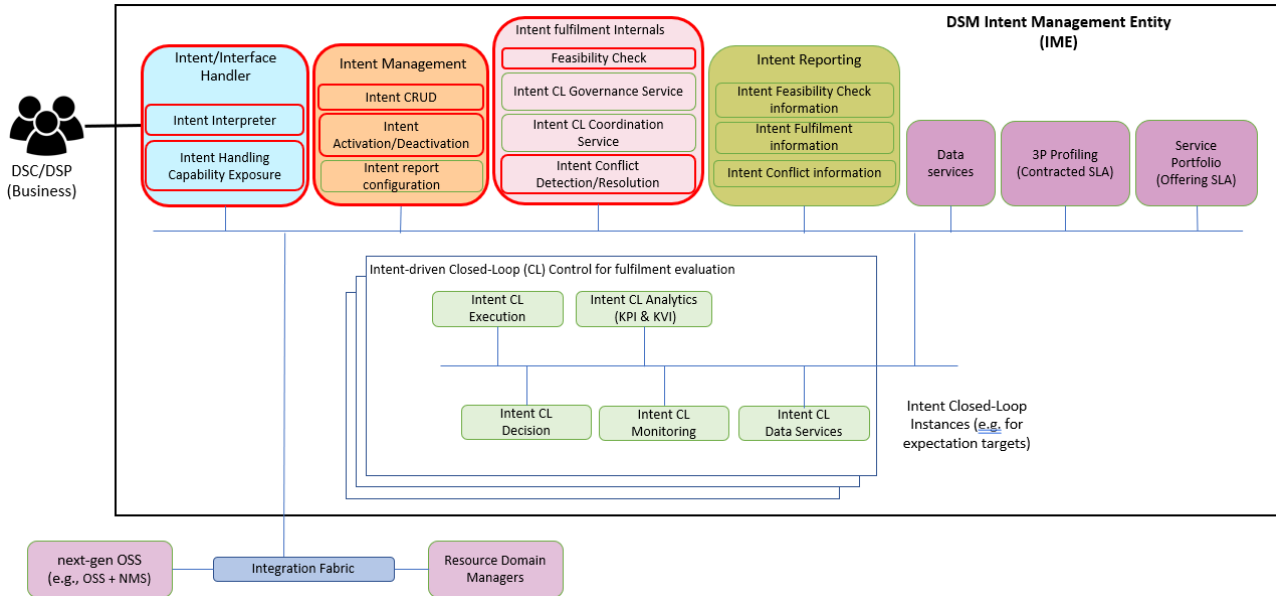 DSM Intent Management Entity
(IME)
DSC/DSP
(Business)
Intent/Interface
Handler
Intent Interpreter
Intent Handling
Capability Exposure
Intent Management
Intent CRUD
Intent
Activation/Deactivation
Intent report
configuration
Intent fulfilment Internals
Feasibility Check
Intent CL Governance Service
Intent CL Coordination
Service
Intent Conflict
Detection/Resolution
Intent Reporting
Intent Feasibility Check
information
Intent Fulfilment
information
Intent Conflict information
Data
services
3P Profiling
(Contracted SLA)
Service
Portfolio
(Offering SLA)
Intent-driven Closed-Loop (CL) Control for fulfilment evaluation
Intent CL
Execution
Intent CL Analytics
(KPI & KVI)
Intent CL
Decision
Intent CL
Monitoring
Intent CL
Data Services
Intent Closed-Loop
Instances (e.g. for
expectation targets)
next-gen OSS
(e.g., OSS + NMS)
Integration Fabric
Resource Domain
Managers